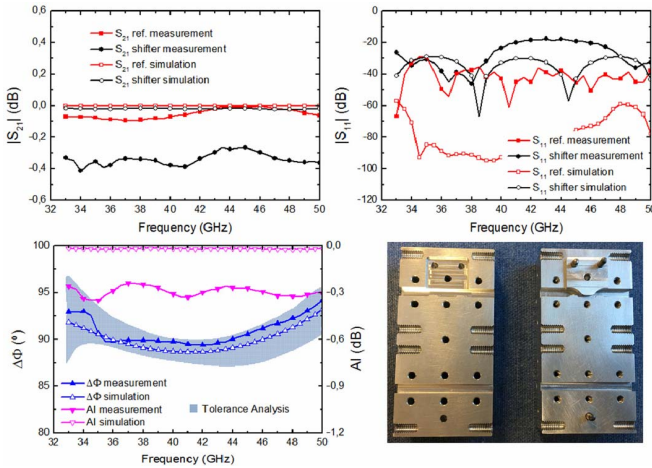 0,6
0,4
0,2
0,0
-0,2
-0,4
-0,6
|S21| (dB)
S21 ref. measurement
S21 shifter measurement
S21 ref. simulation
S21 shifter simulation
32 34 36 38 40 42 44 46 48 50
Frequency (GHz)
0
-20
-40
-60
-80
-100
-120
|S11| (dB)
S11 ref. measurement
S11 shifter measurement
S11 ref. simulation
S11 shifter simulation
32 34 36 38 40 42 44 46 48 50
Frequency (GHz)
100
95
90
85
80
ΔΦ (º)
0,0
-0,3
-0,6
-0,9
-1,2
AI (dB)
ΔΦ measurement
ΔΦ simulation
AI measurement
AI simulation
Tolerance Analysis
32 34 36 38 40 42 44 46 48 50
Frequency (GHz)